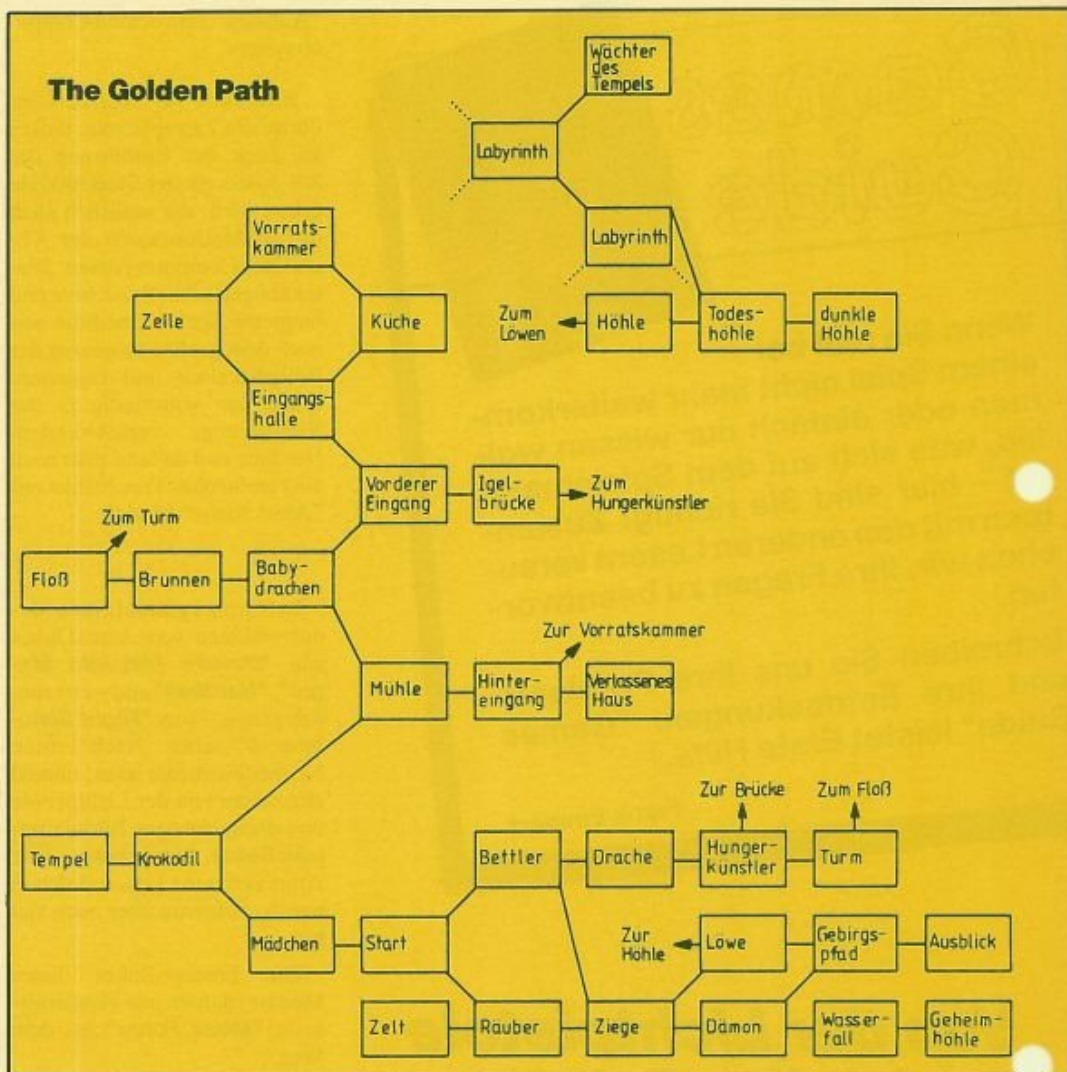 The Golden Path
Wächter
des
Tempels
Labyrinth
Labyrinth
Vorrats-
kammer
Zelle
Küche
Zum
Löwen
Höhle
Todes-
höhle
dunkle
Höhle
Eingangs-
halle
Vorderer
Eingang
Igel-
brücke
Zum
Hungerkünstler
Zum Turm
Floß
Brunnen
Baby-
drachen
Zur Vorratskammer
Mühle
Hinter-
eingang
Verlassenes
Haus
Zur Brücke
Zum Floß
Tempel
Krokodil
Bettler
Drache
Hunger-
künstler
Turm
Mädchen
Start
Zur
Höhle
Löwe
Gebirgs-
pfad
Ausblick
Zelt
Räuber
Ziege
Dämon
Wasser-
fall
Geheim-
höhle